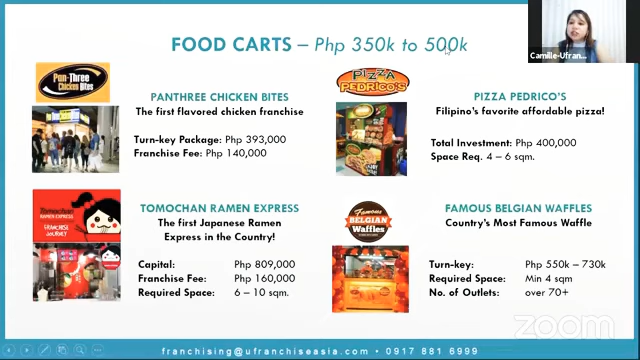 FOOD CARTS – Php 350k to 500k
Camille-Ufran...
Pan-Three
Chicken Bites
PANTHREE CHICKEN BITES
The first flavored chicken franchise
Turn-key Package: Php 393,000
Franchise Fee: Php 140,000
PIZZA
PEDRICO'S
PIZZA PEDRICO'S
Filipino's favorite affordable pizza!
Total Investment: Php 400,000
Space Req. 4 – 6 sqm.
Tomochan
RAMEN EXPRESS
FRANCHISE
JOURNEY
TOMOCHAN RAMEN EXPRESS
The first Japanese Ramen
Express in the Country!
Capital: Php 809,000
Franchise Fee: Php 160,000
Required Space: 6 – 10 sqm.
Famous
BELGIAN
Waffles
FAMOUS BELGIAN WAFFLES
Country's Most Famous Waffle
Turn-key: Php 550k – 730k
Required Space: Min 4 sqm
No. of Outlets: over 70+
zoom
franchising@ufranchiseasia.com • 0917 881 6999